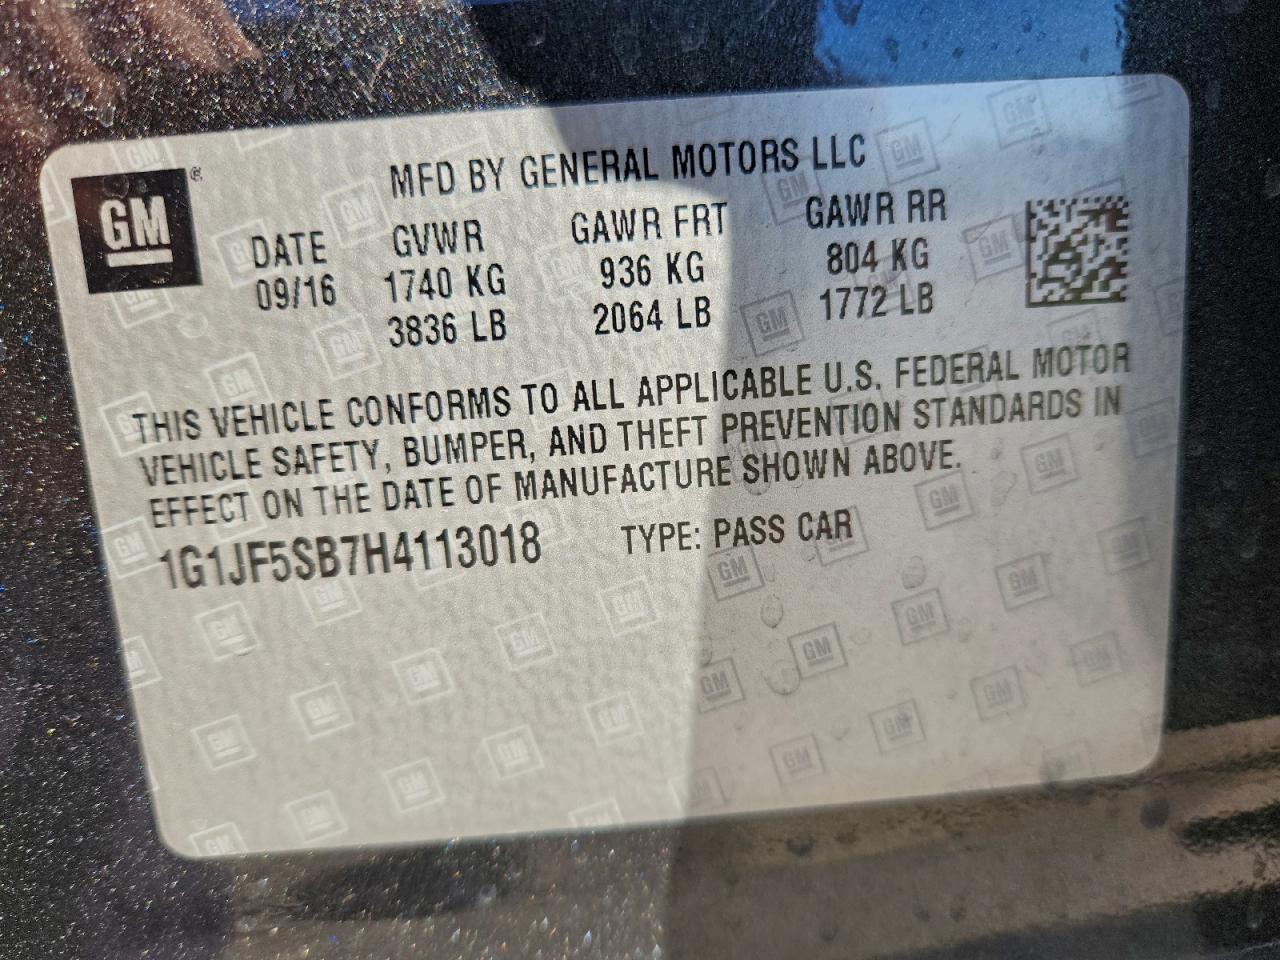 GM
MFD BY GENERAL MOTORS LLC
DATE GVWR GAWR FRT GAWR RR
09/16 1740 KG 936 KG 804 KG
3836 LB 2064 LB 1772 LB
THIS VEHICLE CONFORMS TO ALL APPLICABLE U.S. FEDERAL MOTOR
VEHICLE SAFETY, BUMPER, AND THEFT PREVENTION STANDARDS IN
EFFECT ON THE DATE OF MANUFACTURE SHOWN ABOVE.
1G1JF5SB7H4113018 TYPE: PASS CAR